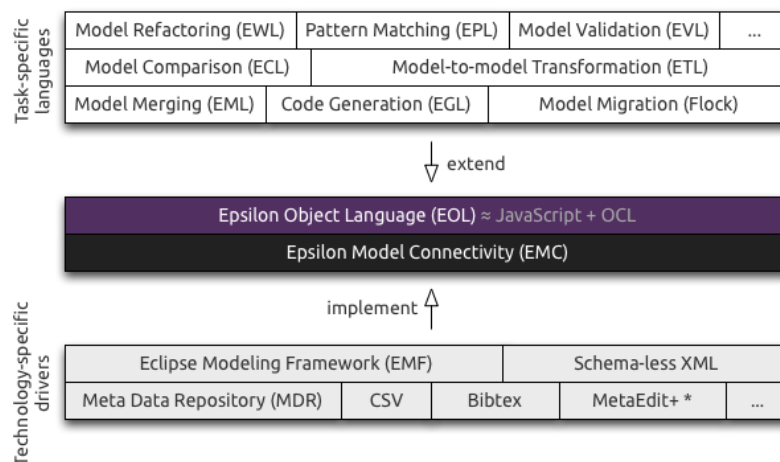 Task-specific
languages
Model Refactoring (EWL) Pattern Matching (EPL) Model Validation (EVL) ...
Model Comparison (ECL) Model-to-model Transformation (ETL)
Model Merging (EML) Code Generation (EGL) Model Migration (Flock)
extend
Epsilon Object Language (EOL) ≈ JavaScript + OCL
Epsilon Model Connectivity (EMC)
implement
Technology-specific
drivers
Eclipse Modeling Framework (EMF) Schema-less XML
Meta Data Repository (MDR) CSV Bibtex MetaEdit+ * ...